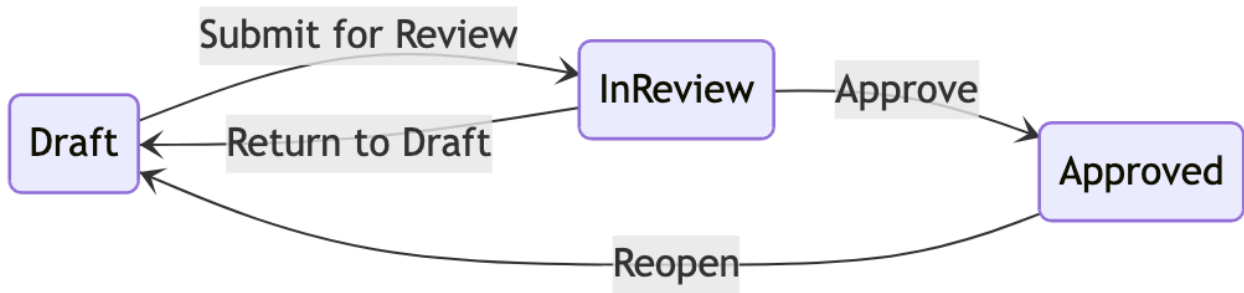 Submit for Review
InReview
Approve
Draft
Return to Draft
Approved
Reopen